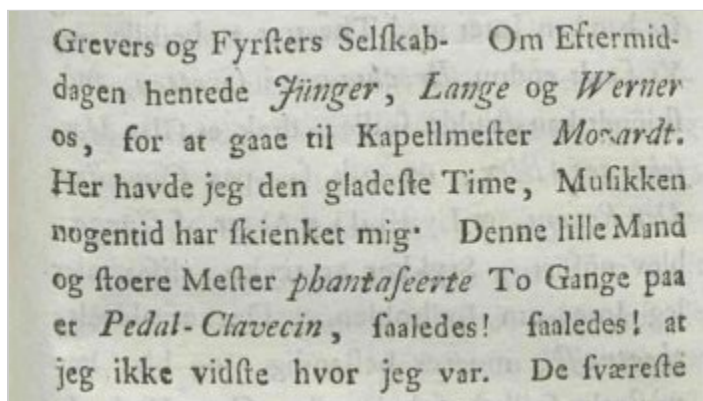 Grevers og Fyrſters Selſkab- Om Eftermid-
dagen hentede Jünger, Lange og Werner
os, for at gaae til Kapellmeſter Mozardt.
Her havde jeg den gladeſte Time, Muſikken
nogentid har ſkienket mig. Denne lille Mand
og ſtoere Meſter phantaſeerte To Gange paa
et Pedal-Clavecin, ſaaledes! ſaaledes! at
jeg ikke vidſte hvor jeg var. De ſværeſte